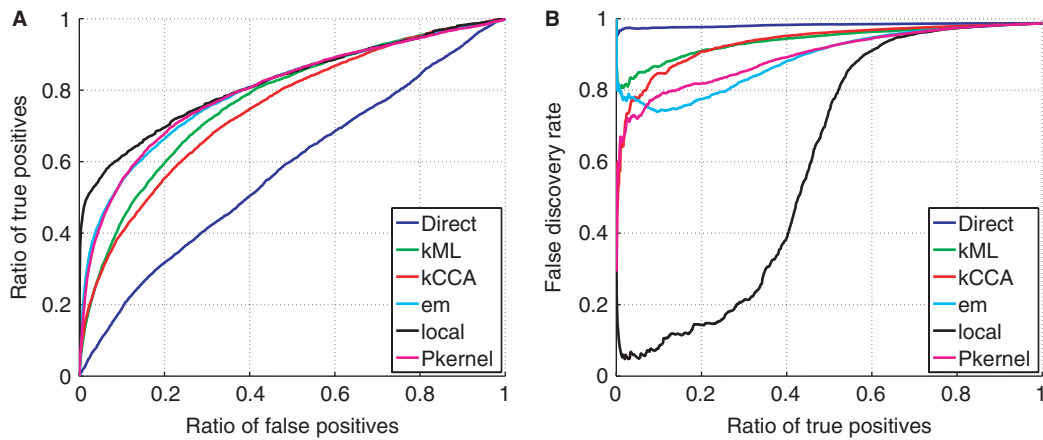 A
Ratio of true positives
1
0.8
0.6
0.4
0.2
0
0
0.2
0.4
0.6
0.8
1
Ratio of false positives
Direct
kML
kCCA
em
local
Pkernel
B
False discovery rate
1
0.8
0.6
0.4
0.2
0
0
0.2
0.4
0.6
0.8
1
Ratio of true positives
Direct
kML
kCCA
em
local
Pkernel